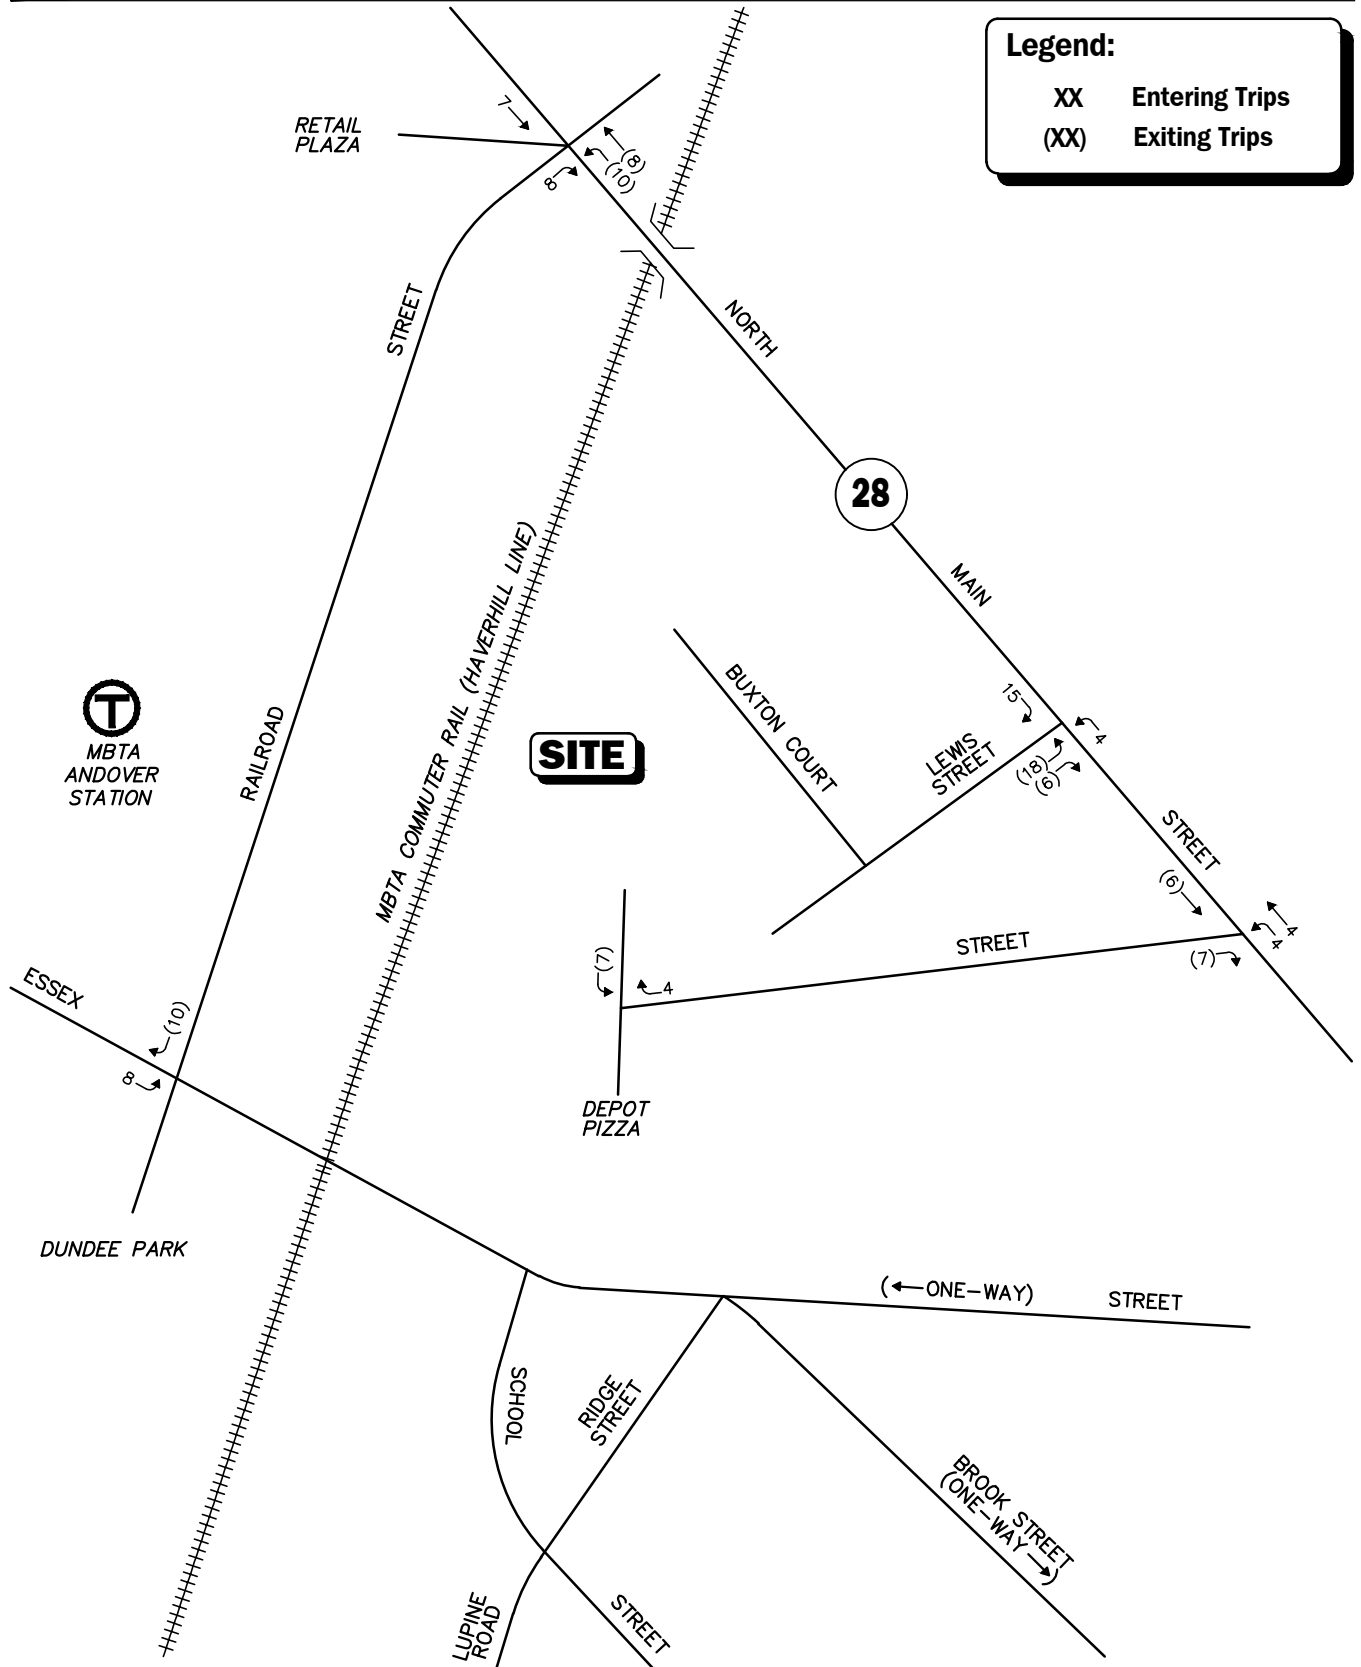 Legend:
XX Entering Trips
(XX) Exiting Trips
7
RETAIL
PLAZA
(8)
(10)
8
STREET
NORTH
28
MAIN
MBTA COMMUTER RAIL (HAVERHILL LINE)
BUXTON COURT
T
MBTA
ANDOVER
STATION
RAILROAD
SITE
15
4
LEWIS
STREET
(18)
(6)
STREET
(6)
4
4
(7)
STREET
(7)
4
ESSEX
(10)
8
DEPOT
PIZZA
DUNDEE PARK
(←ONE-WAY)
STREET
SCHOOL
RIDGE
STREET
BROOK STREET
(ONE-WAY→)
LUPINE
ROAD
STREET